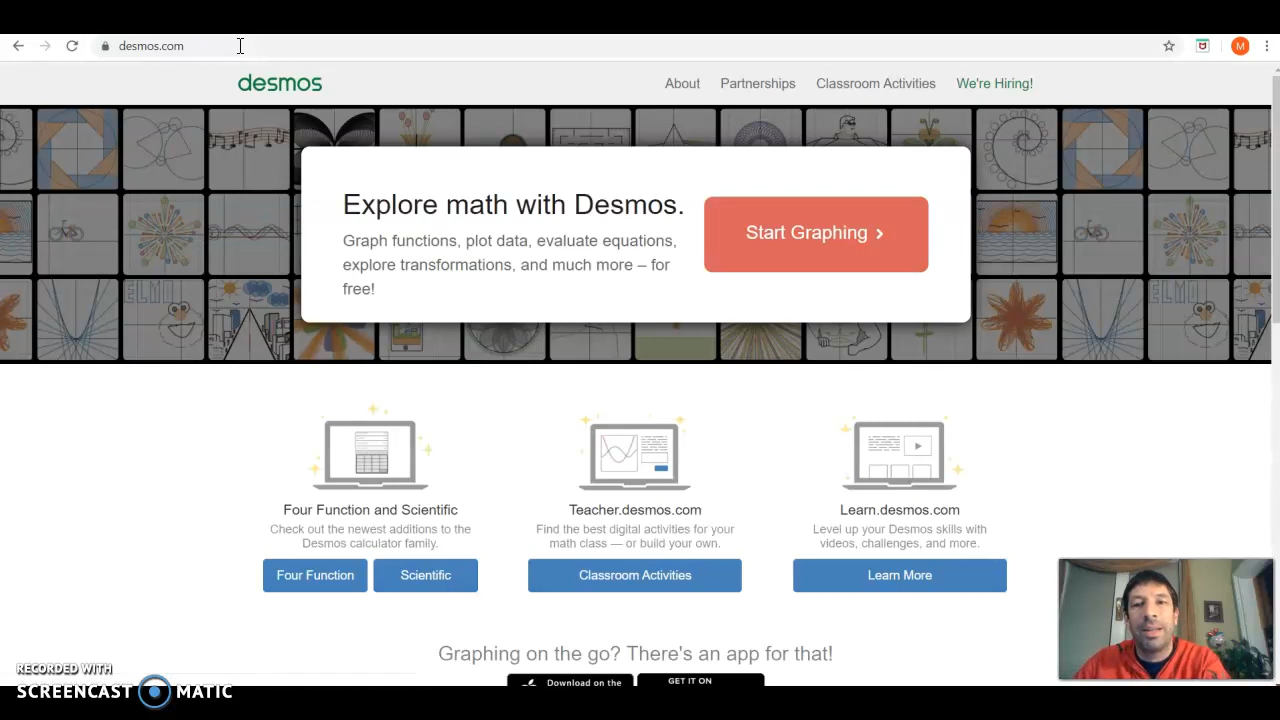 desmos.com
M
desmos
About Partnerships Classroom Activities We're Hiring!
Explore math with Desmos.
Graph functions, plot data, evaluate equations,
explore transformations, and much more – for
free!
Start Graphing
ELMO
ELMO
Four Function and Scientific
Check out the newest additions to the
Desmos calculator family.
Four Function
Scientific
Teacher.desmos.com
Find the best digital activities for your
math class — or build your own.
Classroom Activities
Learn.desmos.com
Level up your Desmos skills with
videos, challenges, and more.
Learn More
Graphing on the go? There's an app for that!
Download on the
GET IT ON
RECORDED WITH
SCREENCAST MATIC